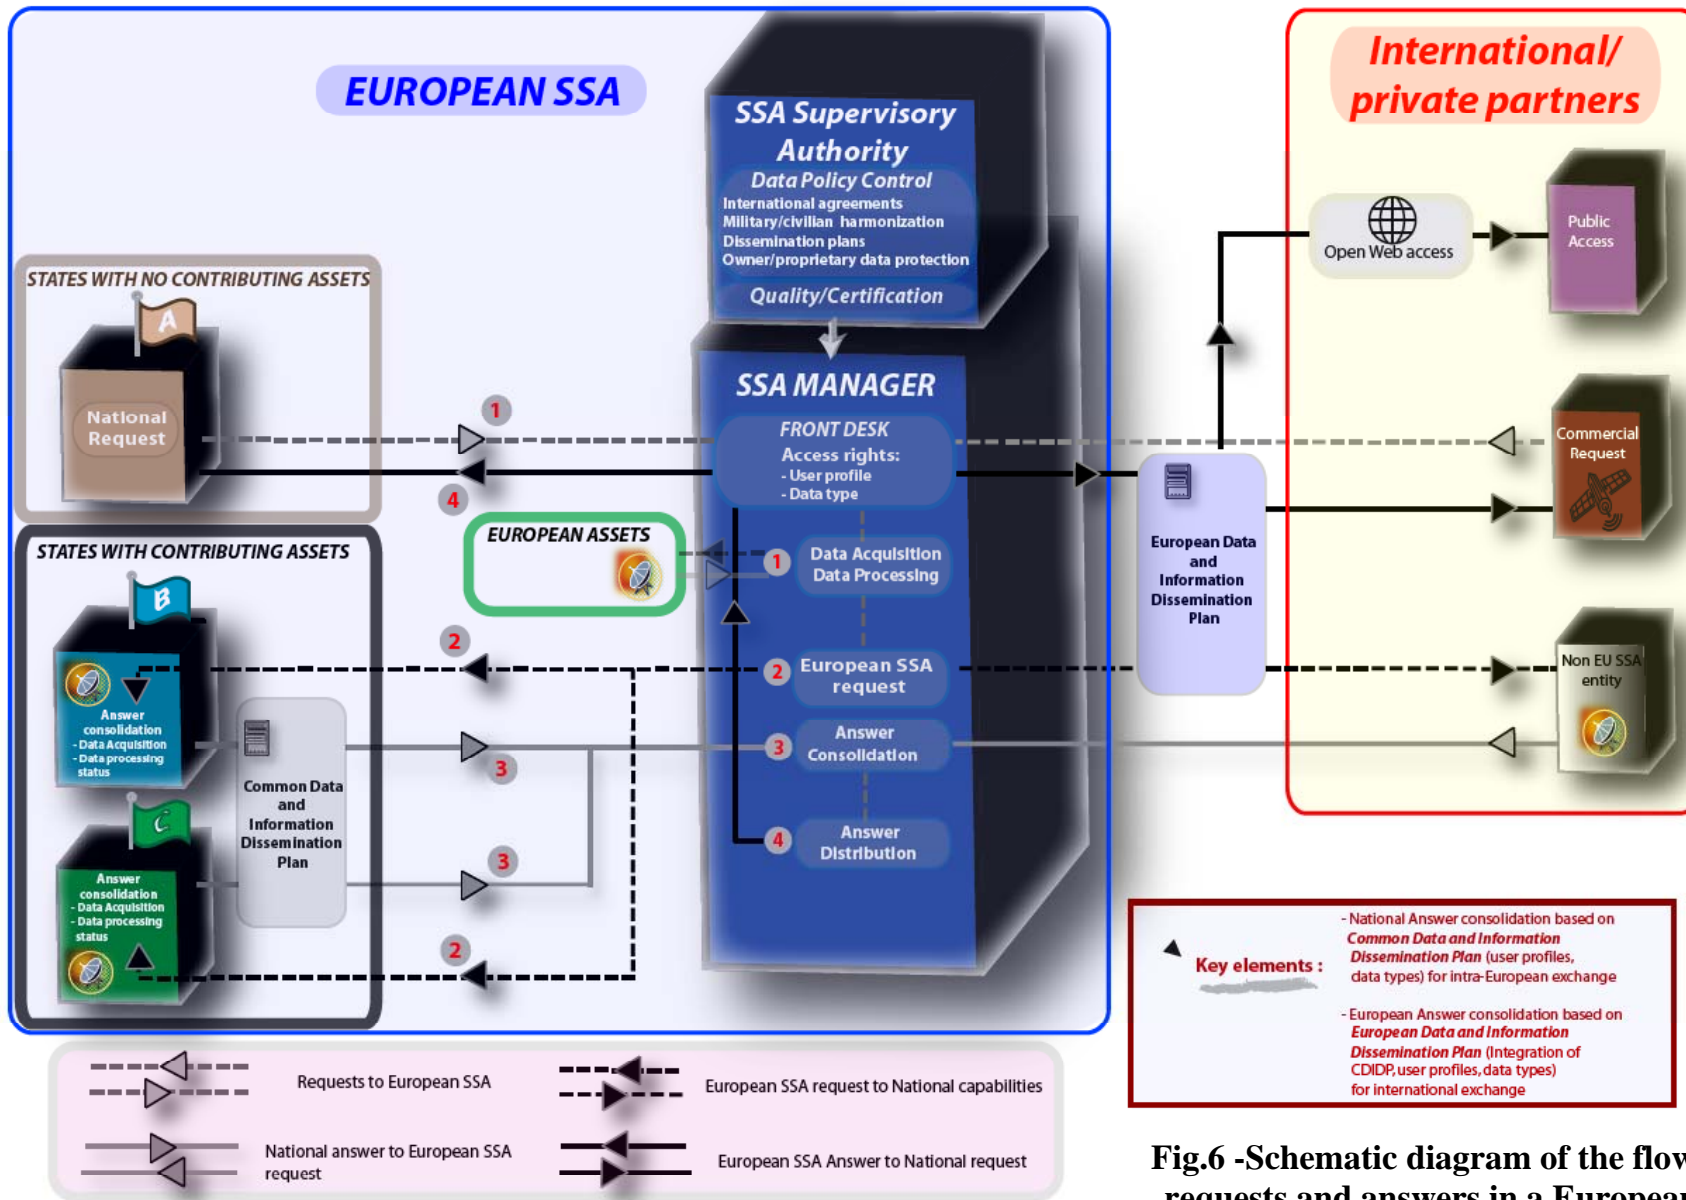 EUROPEAN SSA
International/
private partners
SSA Supervisory
Authority
Data Policy Control
International agreements
Military/civilian harmonization
Dissemination plans
Owner/proprietary data protection
Quality/Certification
Open Web access
Public
Access
STATES WITH NO CONTRIBUTING ASSETS
A
National
Request
1
4
SSA MANAGER
FRONT DESK
Access rights:
- User profile
- Data type
Commercial
Request
EUROPEAN ASSETS
1
Data Acquisition
Data Processing
European Data
and
Information
Dissemination
Plan
STATES WITH CONTRIBUTING ASSETS
B
2
2
European SSA
request
Non EU SSA
entity
Answer
consolidation
- Data Acquisition
- Data processing
status
3
3
Answer
Consolidation
Common Data
and
Information
Dissemination
Plan
C
Answer
consolidation
- Data Acquisition
- Data processing
status
3
4
Answer
Distribution
2
Key elements :
- National Answer consolidation based on
Common Data and Information
Dissemination Plan (user profiles,
data types) for intra-European exchange
- European Answer consolidation based on
European Data and Information
Dissemination Plan (Integration of
CDIDP, user profiles, data types)
for international exchange
Requests to European SSA
European SSA request to National capabilities
National answer to European SSA
request
European SSA Answer to National request
Fig.6 -Schematic diagram of the flow
requests and answers in a European